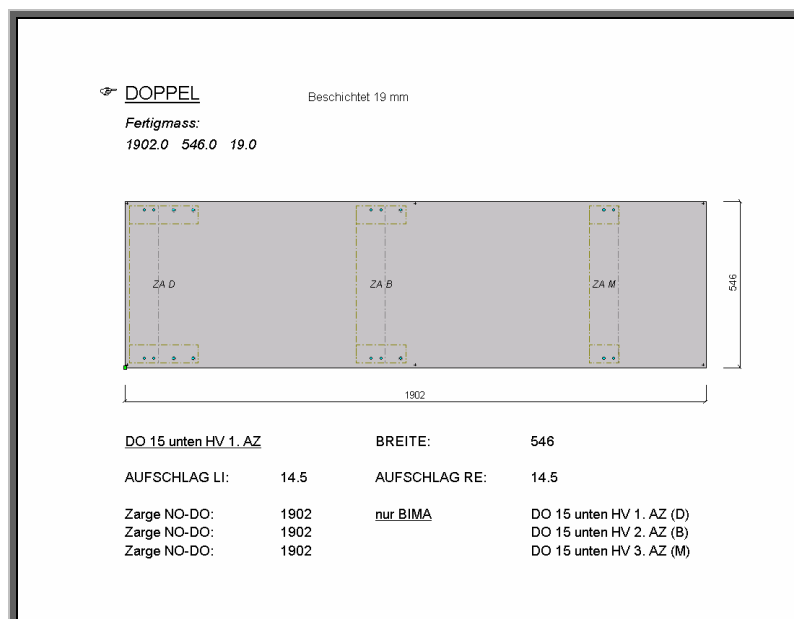 DOPPEL Beschichtet 19 mm
Fertigmass:
1902.0 546.0 19.0
ZA D ZA B ZA M
546
1902
DO 15 unten HV 1. AZ BREITE: 546
AUFSCHLAG LI: 14.5 AUFSCHLAG RE: 14.5
Zarge NO-DO: 1902 nur BIMA DO 15 unten HV 1. AZ (D)
Zarge NO-DO: 1902 DO 15 unten HV 2. AZ (B)
Zarge NO-DO: 1902 DO 15 unten HV 3. AZ (M)